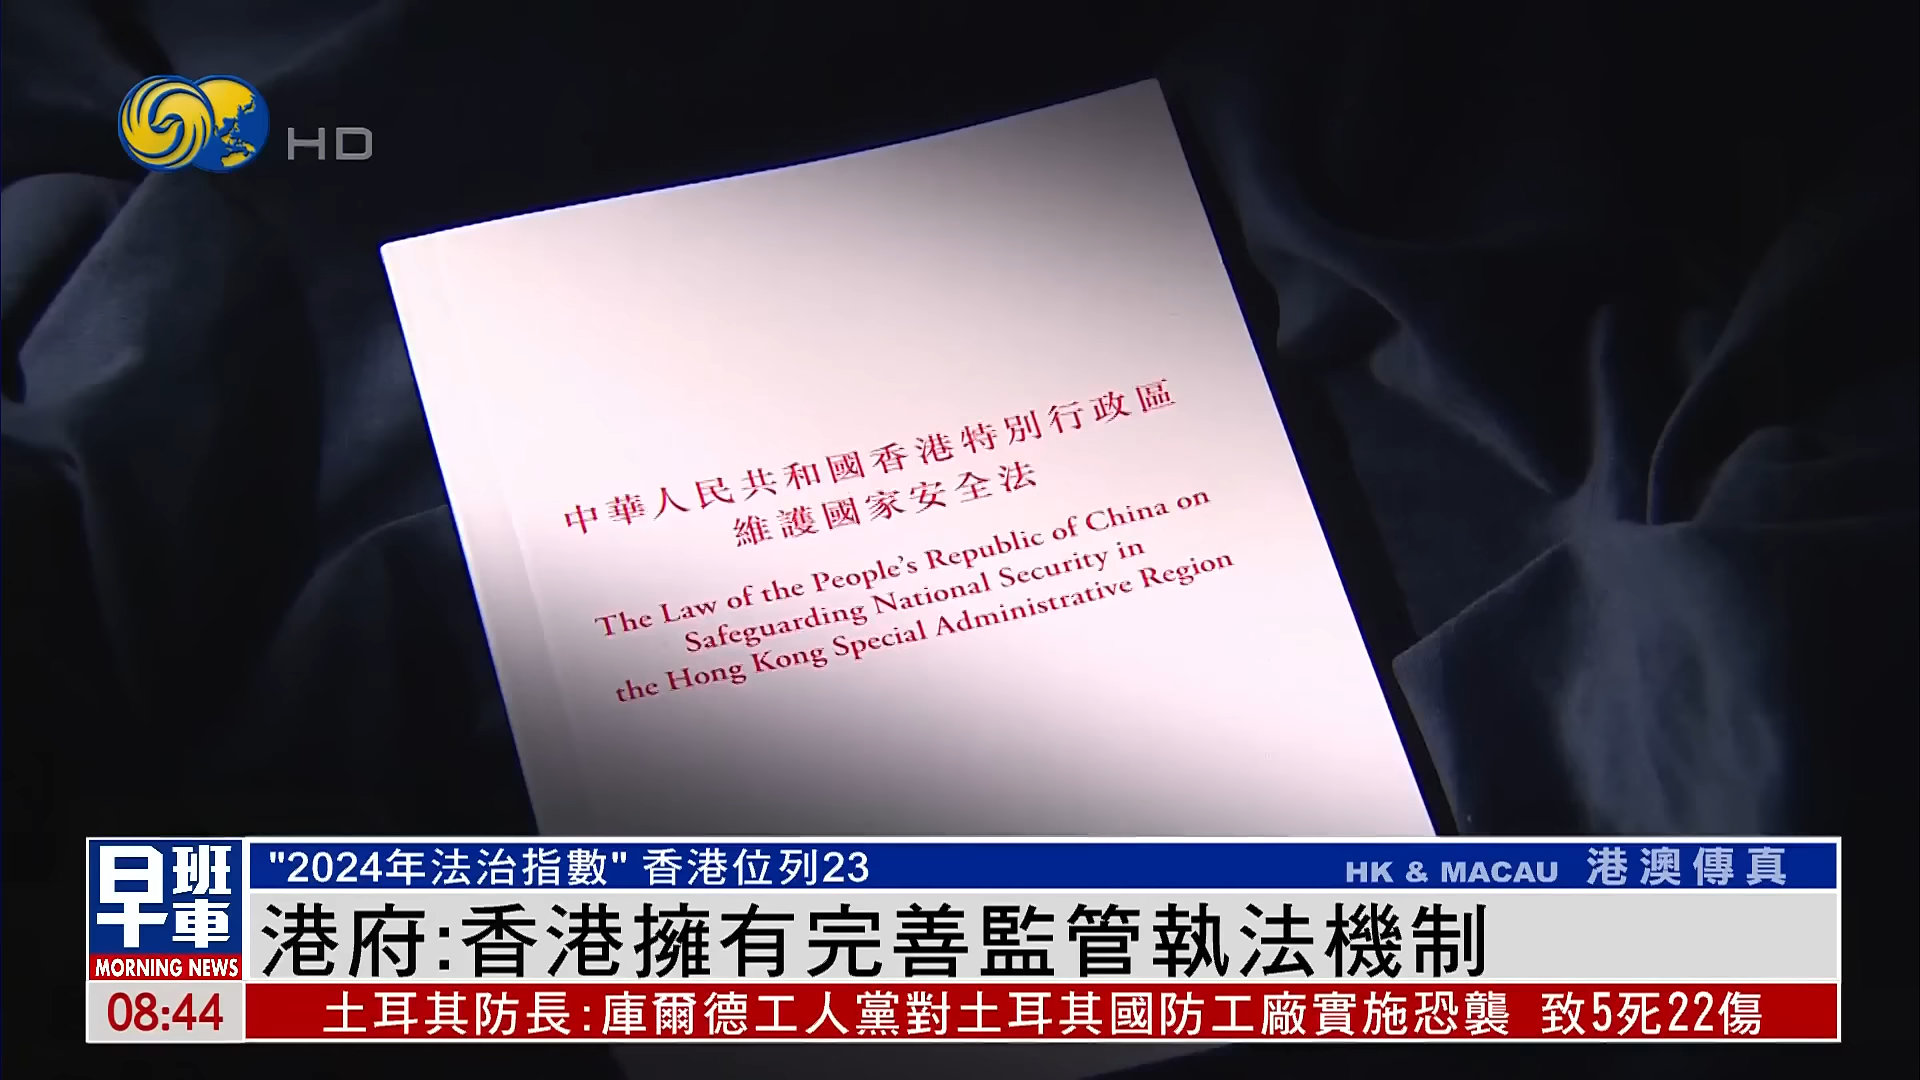 HD
中華人民共和國香港特別行政區
維護國家安全法
The Law of the People's Republic of China on
Safeguarding National Security in
the Hong Kong Special Administrative Region
早班車
MORNING NEWS
08:44
"2024年法治指數" 香港位列23
HK & MACAU 港澳傳真
港府:香港擁有完善監管執法機制
土耳其防長:庫爾德工人黨對土耳其國防工廠實施恐襲 致5死22傷